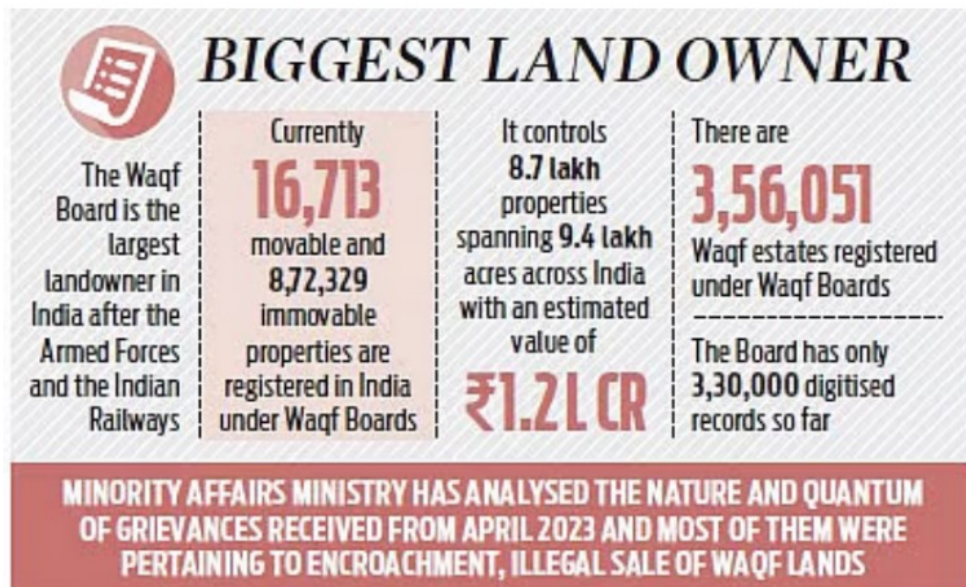 BIGGEST LAND OWNER
The Waqf
Board is the
largest
landowner in
India after the
Armed Forces
and the Indian
Railways
Currently
16,713
movable and
8,72,329
immovable
properties are
registered in India
under Waqf Boards
It controls
8.7 lakh
properties
spanning 9.4 lakh
acres across India
with an estimated
value of
₹1.2L CR
There are
3,56,051
Waqf estates registered
under Waqf Boards
The Board has only
3,30,000 digitised
records so far
MINORITY AFFAIRS MINISTRY HAS ANALYSED THE NATURE AND QUANTUM
OF GRIEVANCES RECEIVED FROM APRIL 2023 AND MOST OF THEM WERE
PERTAINING TO ENCROACHMENT, ILLEGAL SALE OF WAQF LANDS